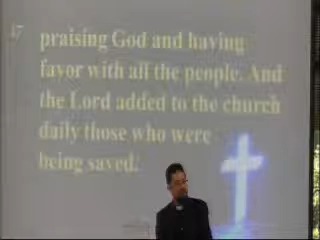 47 praising God and having
favor with all the people. And
the Lord added to the church
daily those who were
being saved.